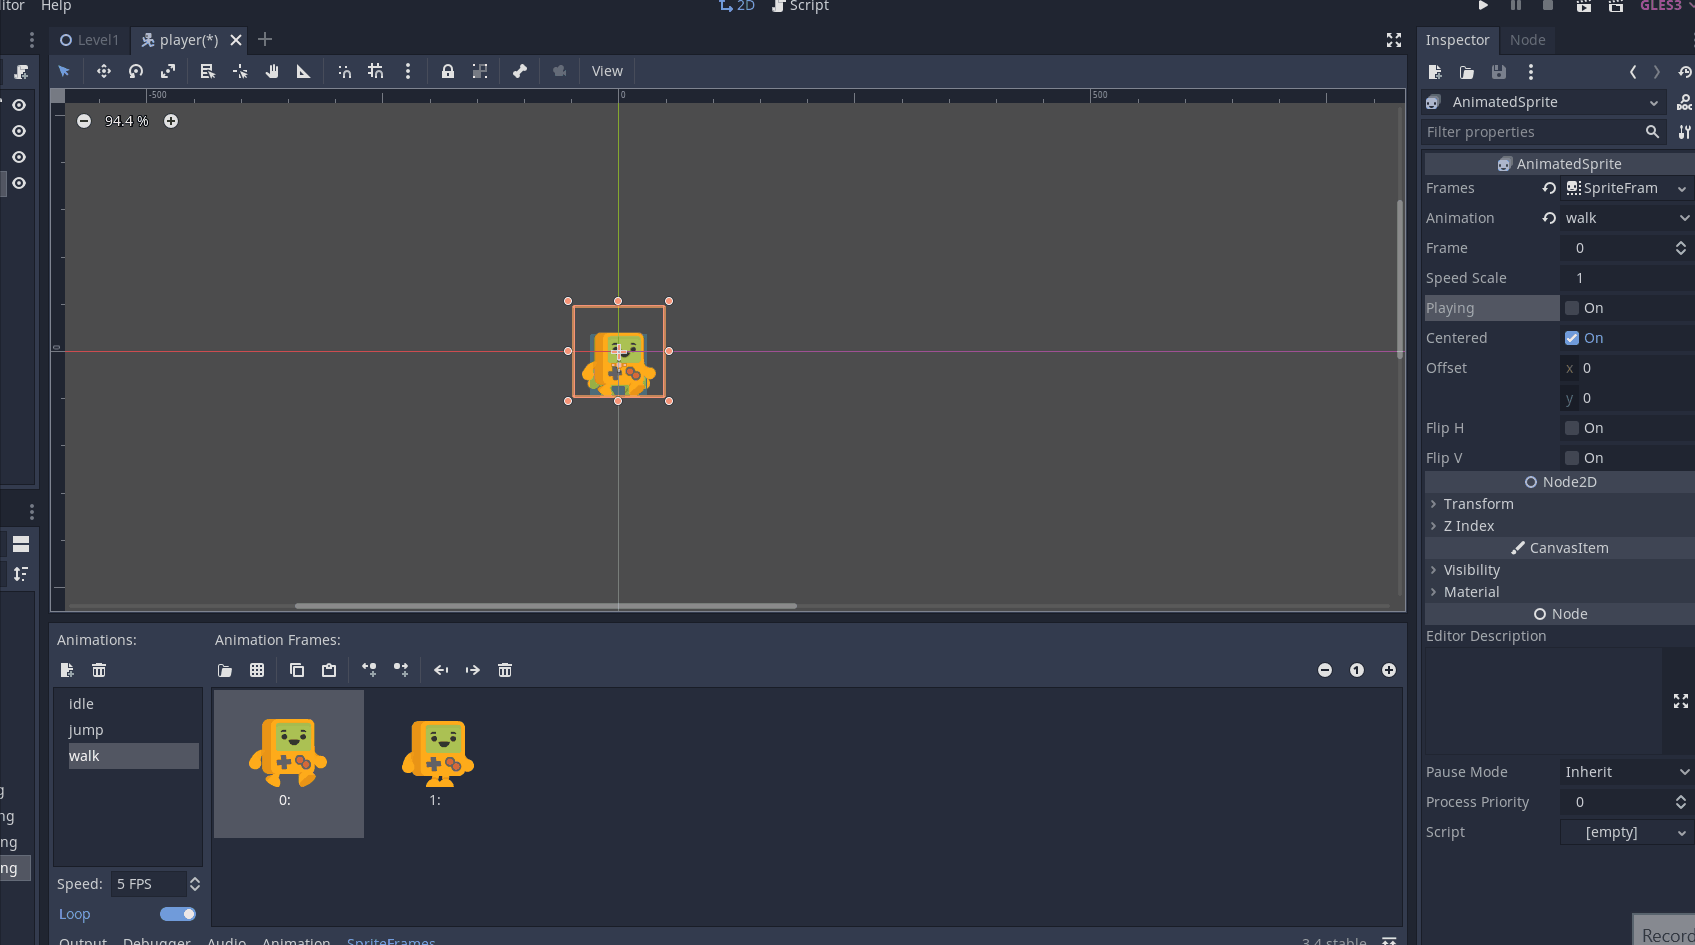 itor Help 2D Script GLES3
Level1 player(*)
Inspector Node
View
-500 0 500
94.4 %
0
AnimatedSprite
Filter properties
AnimatedSprite
Frames SpriteFram
Animation walk
Frame 0
Speed Scale 1
Playing On
Centered On
Offset x 0
y 0
Flip H On
Flip V On
Node2D
Transform
Z Index
CanvasItem
Visibility
Material
Node
Editor Description
Pause Mode Inherit
Process Priority 0
Script [empty]
Animations: Animation Frames:
1
idle
jump
walk
0: 1:
g
ng
ng
ng
Speed: 5 FPS
Loop
Output Debugger Audio Animation SpriteFrames 3.4.stable
Record